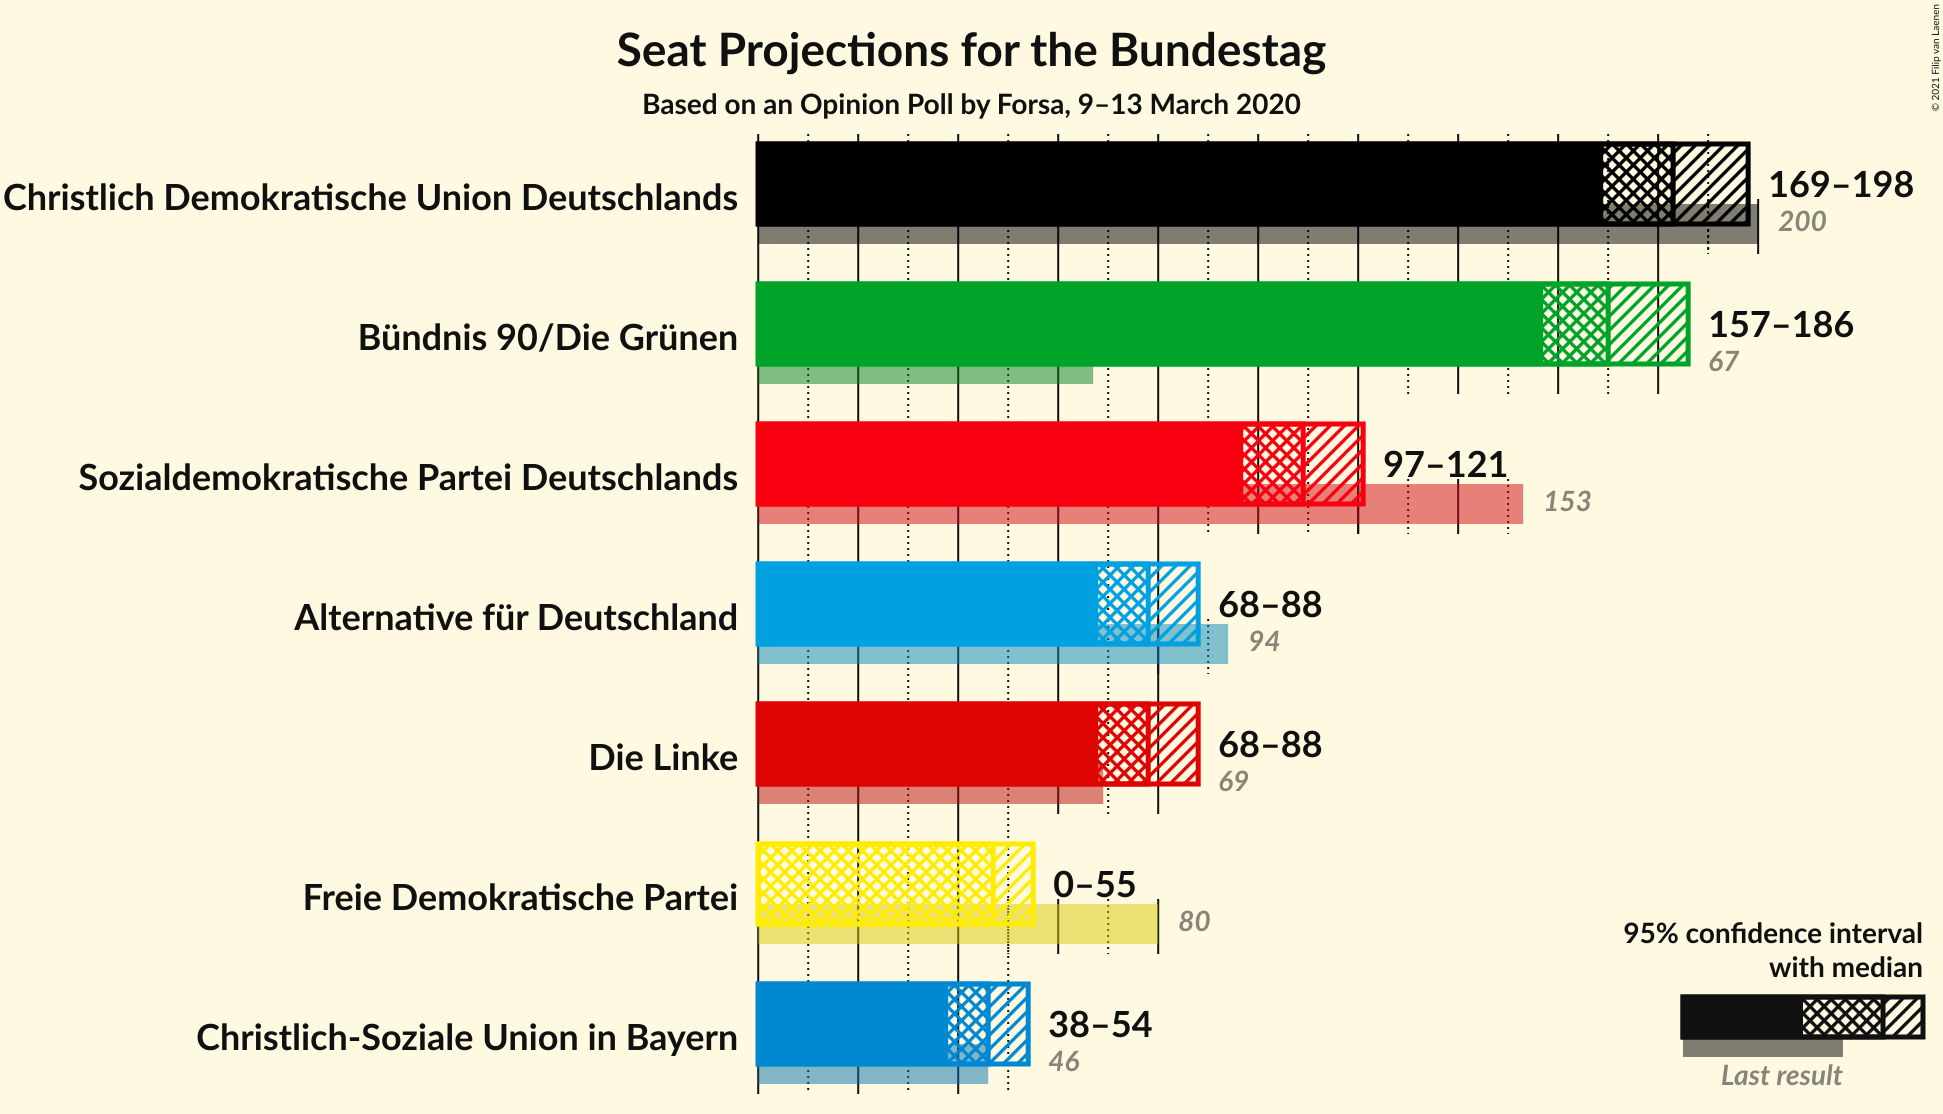 Seat Projections for the Bundestag
Based on an Opinion Poll by Forsa, 9–13 March 2020
© 2021 Filip van Laenen
Christlich Demokratische Union Deutschlands
169–198
200
Bündnis 90/Die Grünen
157–186
67
Sozialdemokratische Partei Deutschlands
97–121
153
Alternative für Deutschland
68–88
94
Die Linke
68–88
69
Freie Demokratische Partei
0–55
80
Christlich-Soziale Union in Bayern
38–54
46
95% confidence interval
with median
Last result